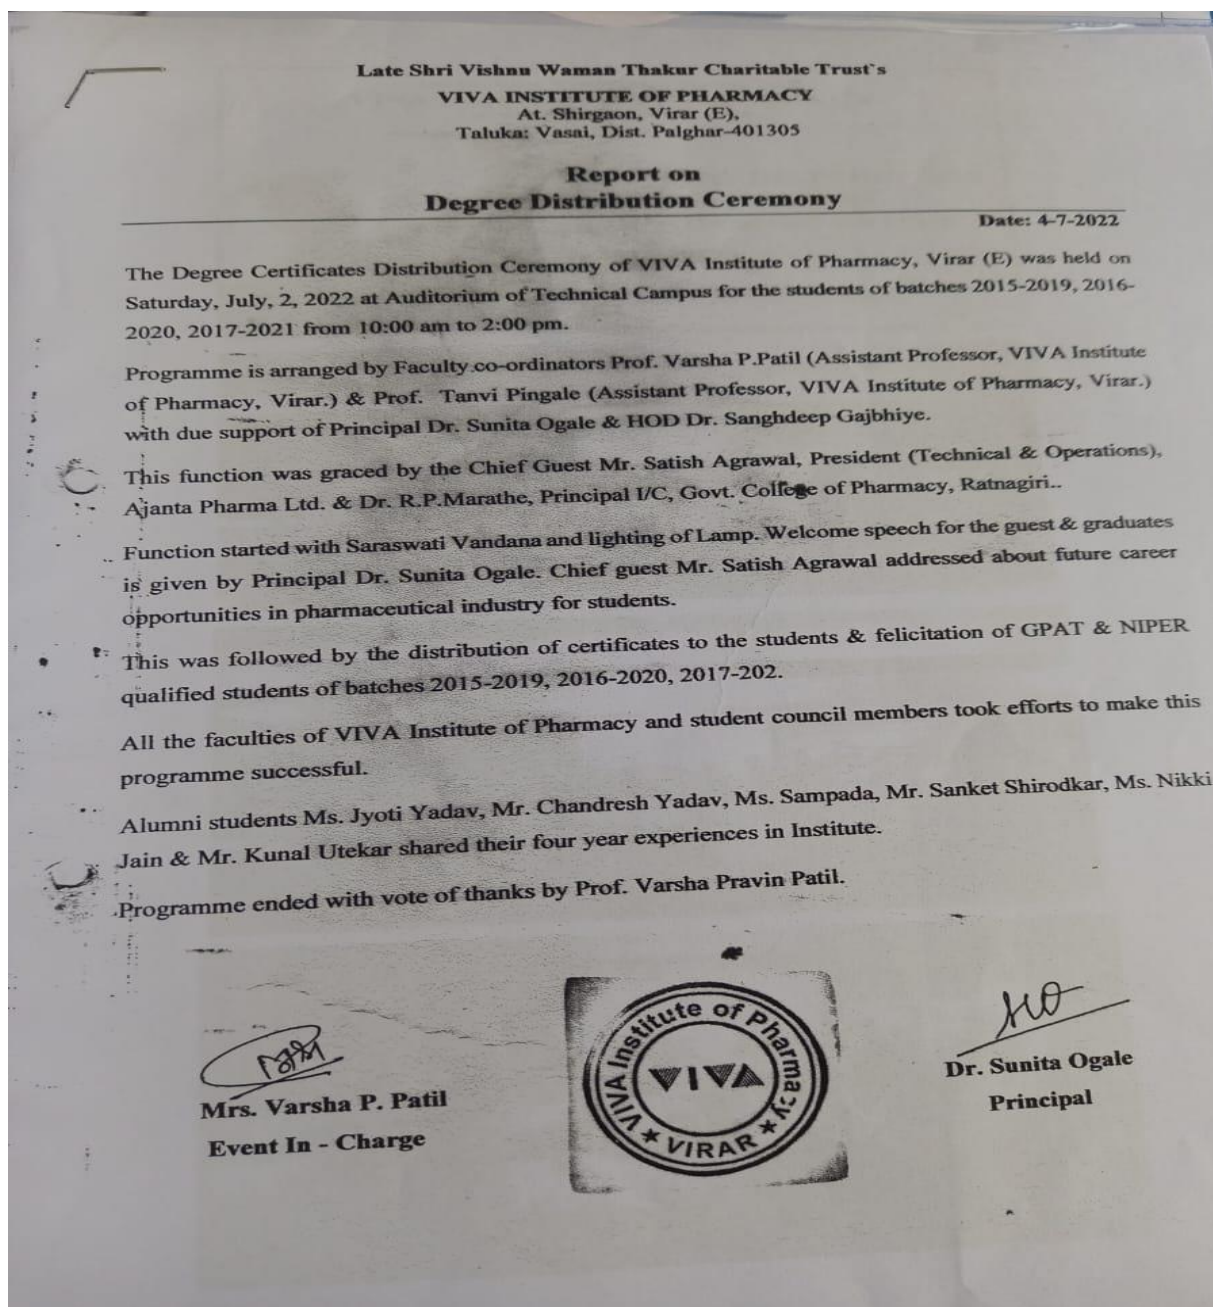 Late Shri Vishnu Waman Thakur Charitable Trust`s
VIVA INSTITUTE OF PHARMACY
At. Shirgaon, Virar (E),
Taluka: Vasai, Dist. Palghar-401305
Report on
Degree Distribution Ceremony
Date: 4-7-2022
The Degree Certificates Distribution Ceremony of VIVA Institute of Pharmacy, Virar (E) was held on
Saturday, July, 2, 2022 at Auditorium of Technical Campus for the students of batches 2015-2019, 2016-
2020, 2017-2021 from 10:00 am to 2:00 pm.
Programme is arranged by Faculty co-ordinators Prof. Varsha P.Patil (Assistant Professor, VIVA Institute
of Pharmacy, Virar.) & Prof. Tanvi Pingale (Assistant Professor, VIVA Institute of Pharmacy, Virar.)
with due support of Principal Dr. Sunita Ogale & HOD Dr. Sanghdeep Gajbhiye.
This function was graced by the Chief Guest Mr. Satish Agrawal, President (Technical & Operations),
Ajanta Pharma Ltd. & Dr. R.P.Marathe, Principal I/C, Govt. College of Pharmacy, Ratnagiri..
Function started with Saraswati Vandana and lighting of Lamp. Welcome speech for the guest & graduates
is given by Principal Dr. Sunita Ogale. Chief guest Mr. Satish Agrawal addressed about future career
opportunities in pharmaceutical industry for students.
This was followed by the distribution of certificates to the students & felicitation of GPAT & NIPER
qualified students of batches 2015-2019, 2016-2020, 2017-202.
All the faculties of VIVA Institute of Pharmacy and student council members took efforts to make this
programme successful.
Alumni students Ms. Jyoti Yadav, Mr. Chandresh Yadav, Ms. Sampada, Mr. Sanket Shirodkar, Ms. Nikki
Jain & Mr. Kunal Utekar shared their four year experiences in Institute.
Programme ended with vote of thanks by Prof. Varsha Pravin Patil.
Mrs. Varsha P. Patil
Event In - Charge
VIVA Institute of Pharmacy
VIVA
★ VIRAR ★
Dr. Sunita Ogale
Principal